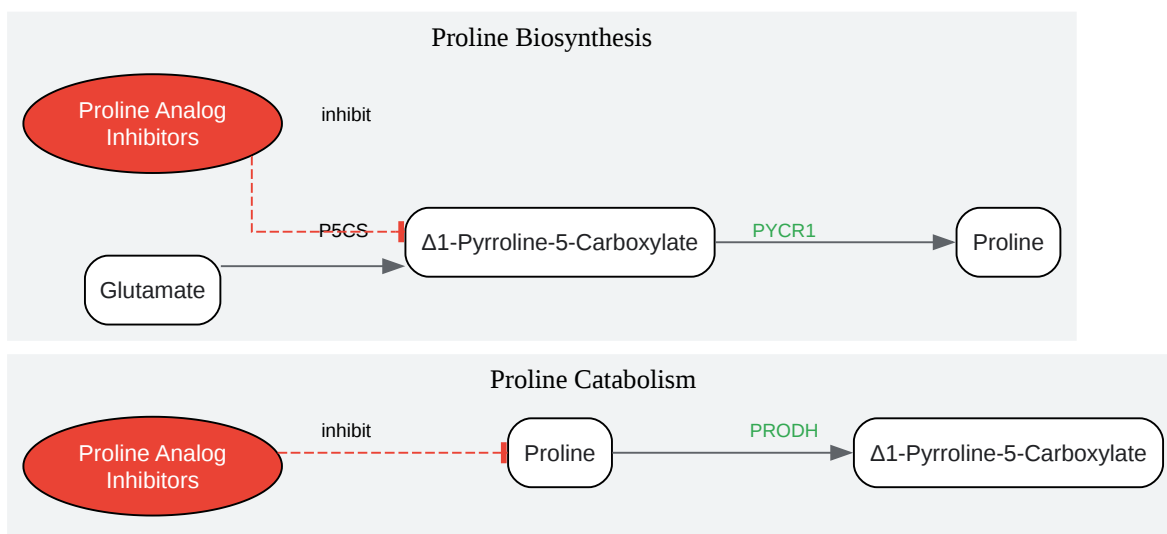 Proline Biosynthesis
Proline Analog
Inhibitors
inhibit
P5CS
Δ1-Pyrroline-5-Carboxylate
PYCR1
Proline
Glutamate
Proline Catabolism
Proline Analog
Inhibitors
inhibit
Proline
PRODH
Δ1-Pyrroline-5-Carboxylate